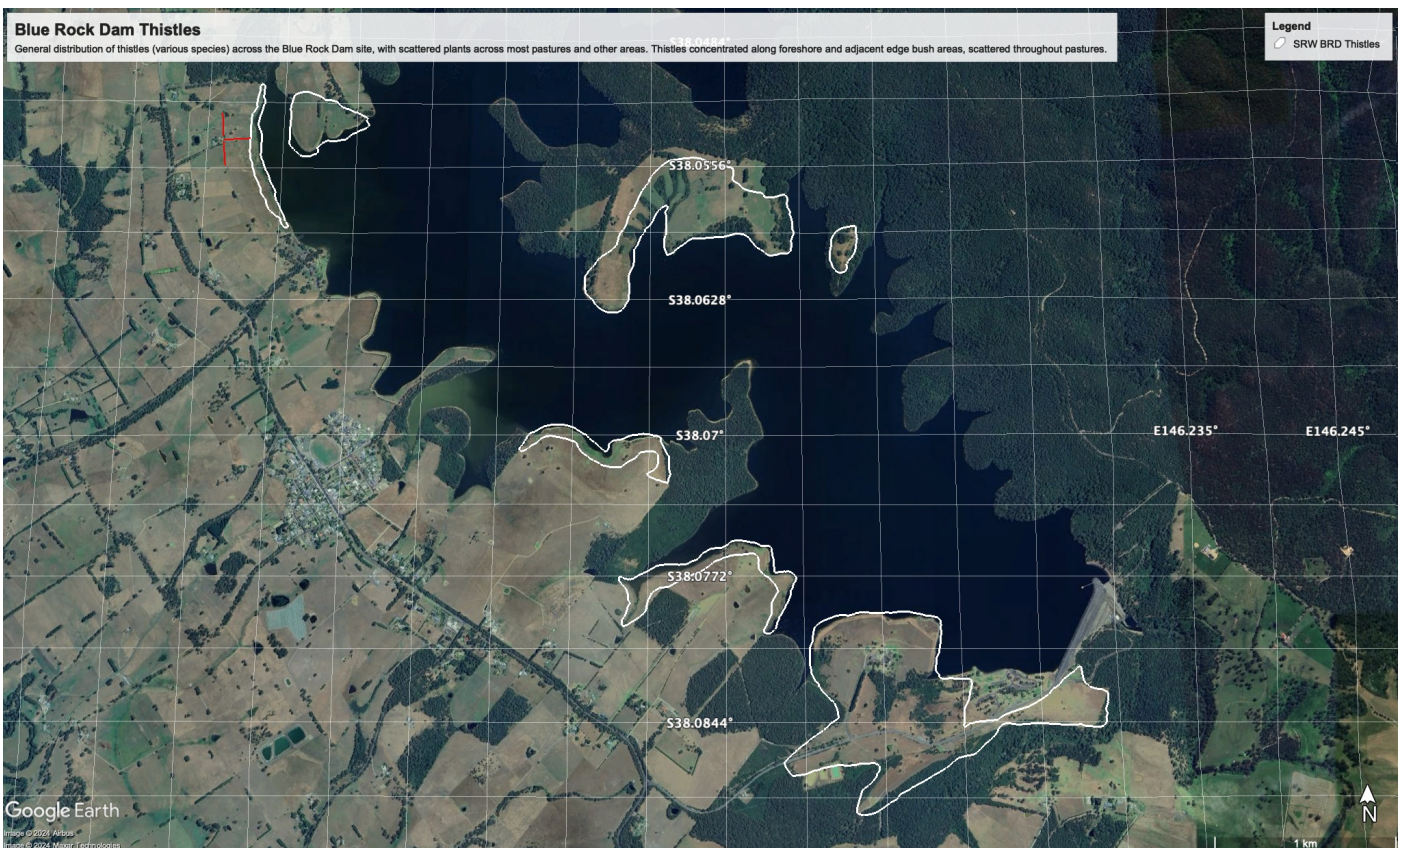 Blue Rock Dam Thistles
General distribution of thistles (various species) across the Blue Rock Dam site, with scattered plants across most pastures and other areas. Thistles concentrated along foreshore and adjacent edge bush areas, scattered throughout pastures.
Legend
SRW BRD Thistles
S38.0484°
S38.0556°
S38.0628°
S38.07°
E146.235°
E146.245°
S38.0772°
S38.0844°
Google Earth
N
Image © 2024 Airbus
Image © 2024 Maxar Technologies
1 km